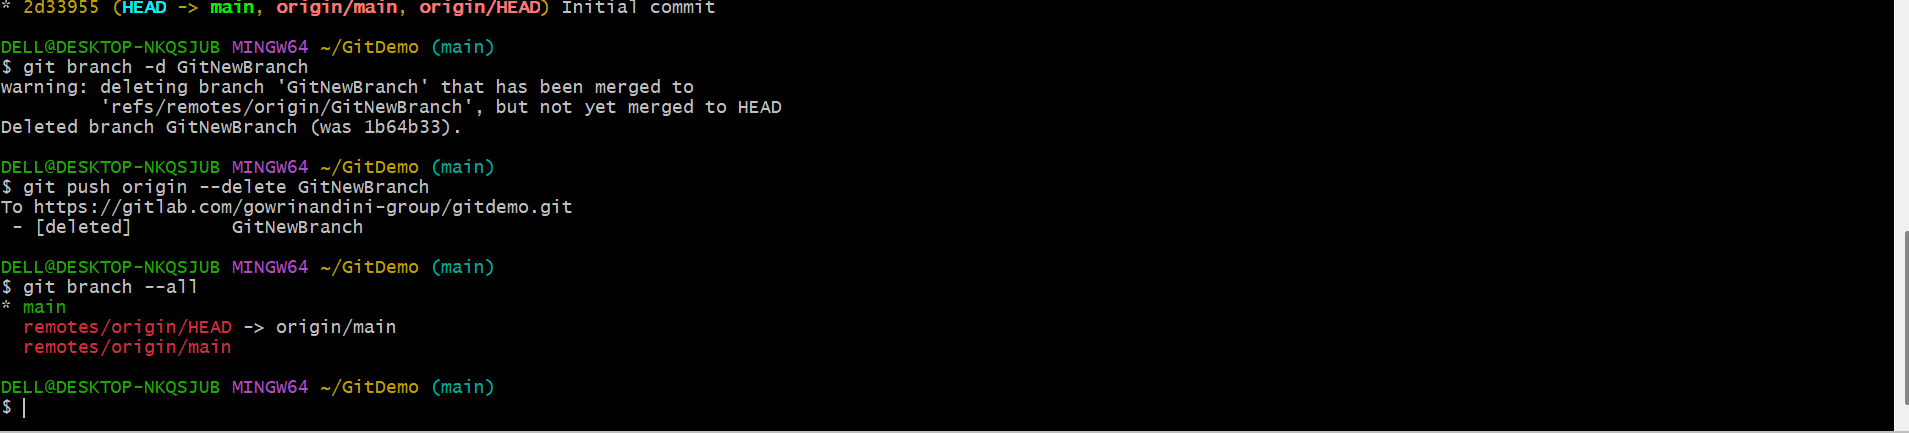 * 2d33955 (HEAD -> main, origin/main, origin/HEAD) Initial commit
DELL@DESKTOP-NKQSJUB MINGW64 ~/GitDemo (main)
$ git branch -d GitNewBranch
warning: deleting branch 'GitNewBranch' that has been merged to
         'refs/remotes/origin/GitNewBranch', but not yet merged to HEAD
Deleted branch GitNewBranch (was 1b64b33).
DELL@DESKTOP-NKQSJUB MINGW64 ~/GitDemo (main)
$ git push origin --delete GitNewBranch
To https://gitlab.com/gowrinandini-group/gitdemo.git
 - [deleted]         GitNewBranch
DELL@DESKTOP-NKQSJUB MINGW64 ~/GitDemo (main)
$ git branch --all
* main
  remotes/origin/HEAD -> origin/main
  remotes/origin/main
DELL@DESKTOP-NKQSJUB MINGW64 ~/GitDemo (main)
$